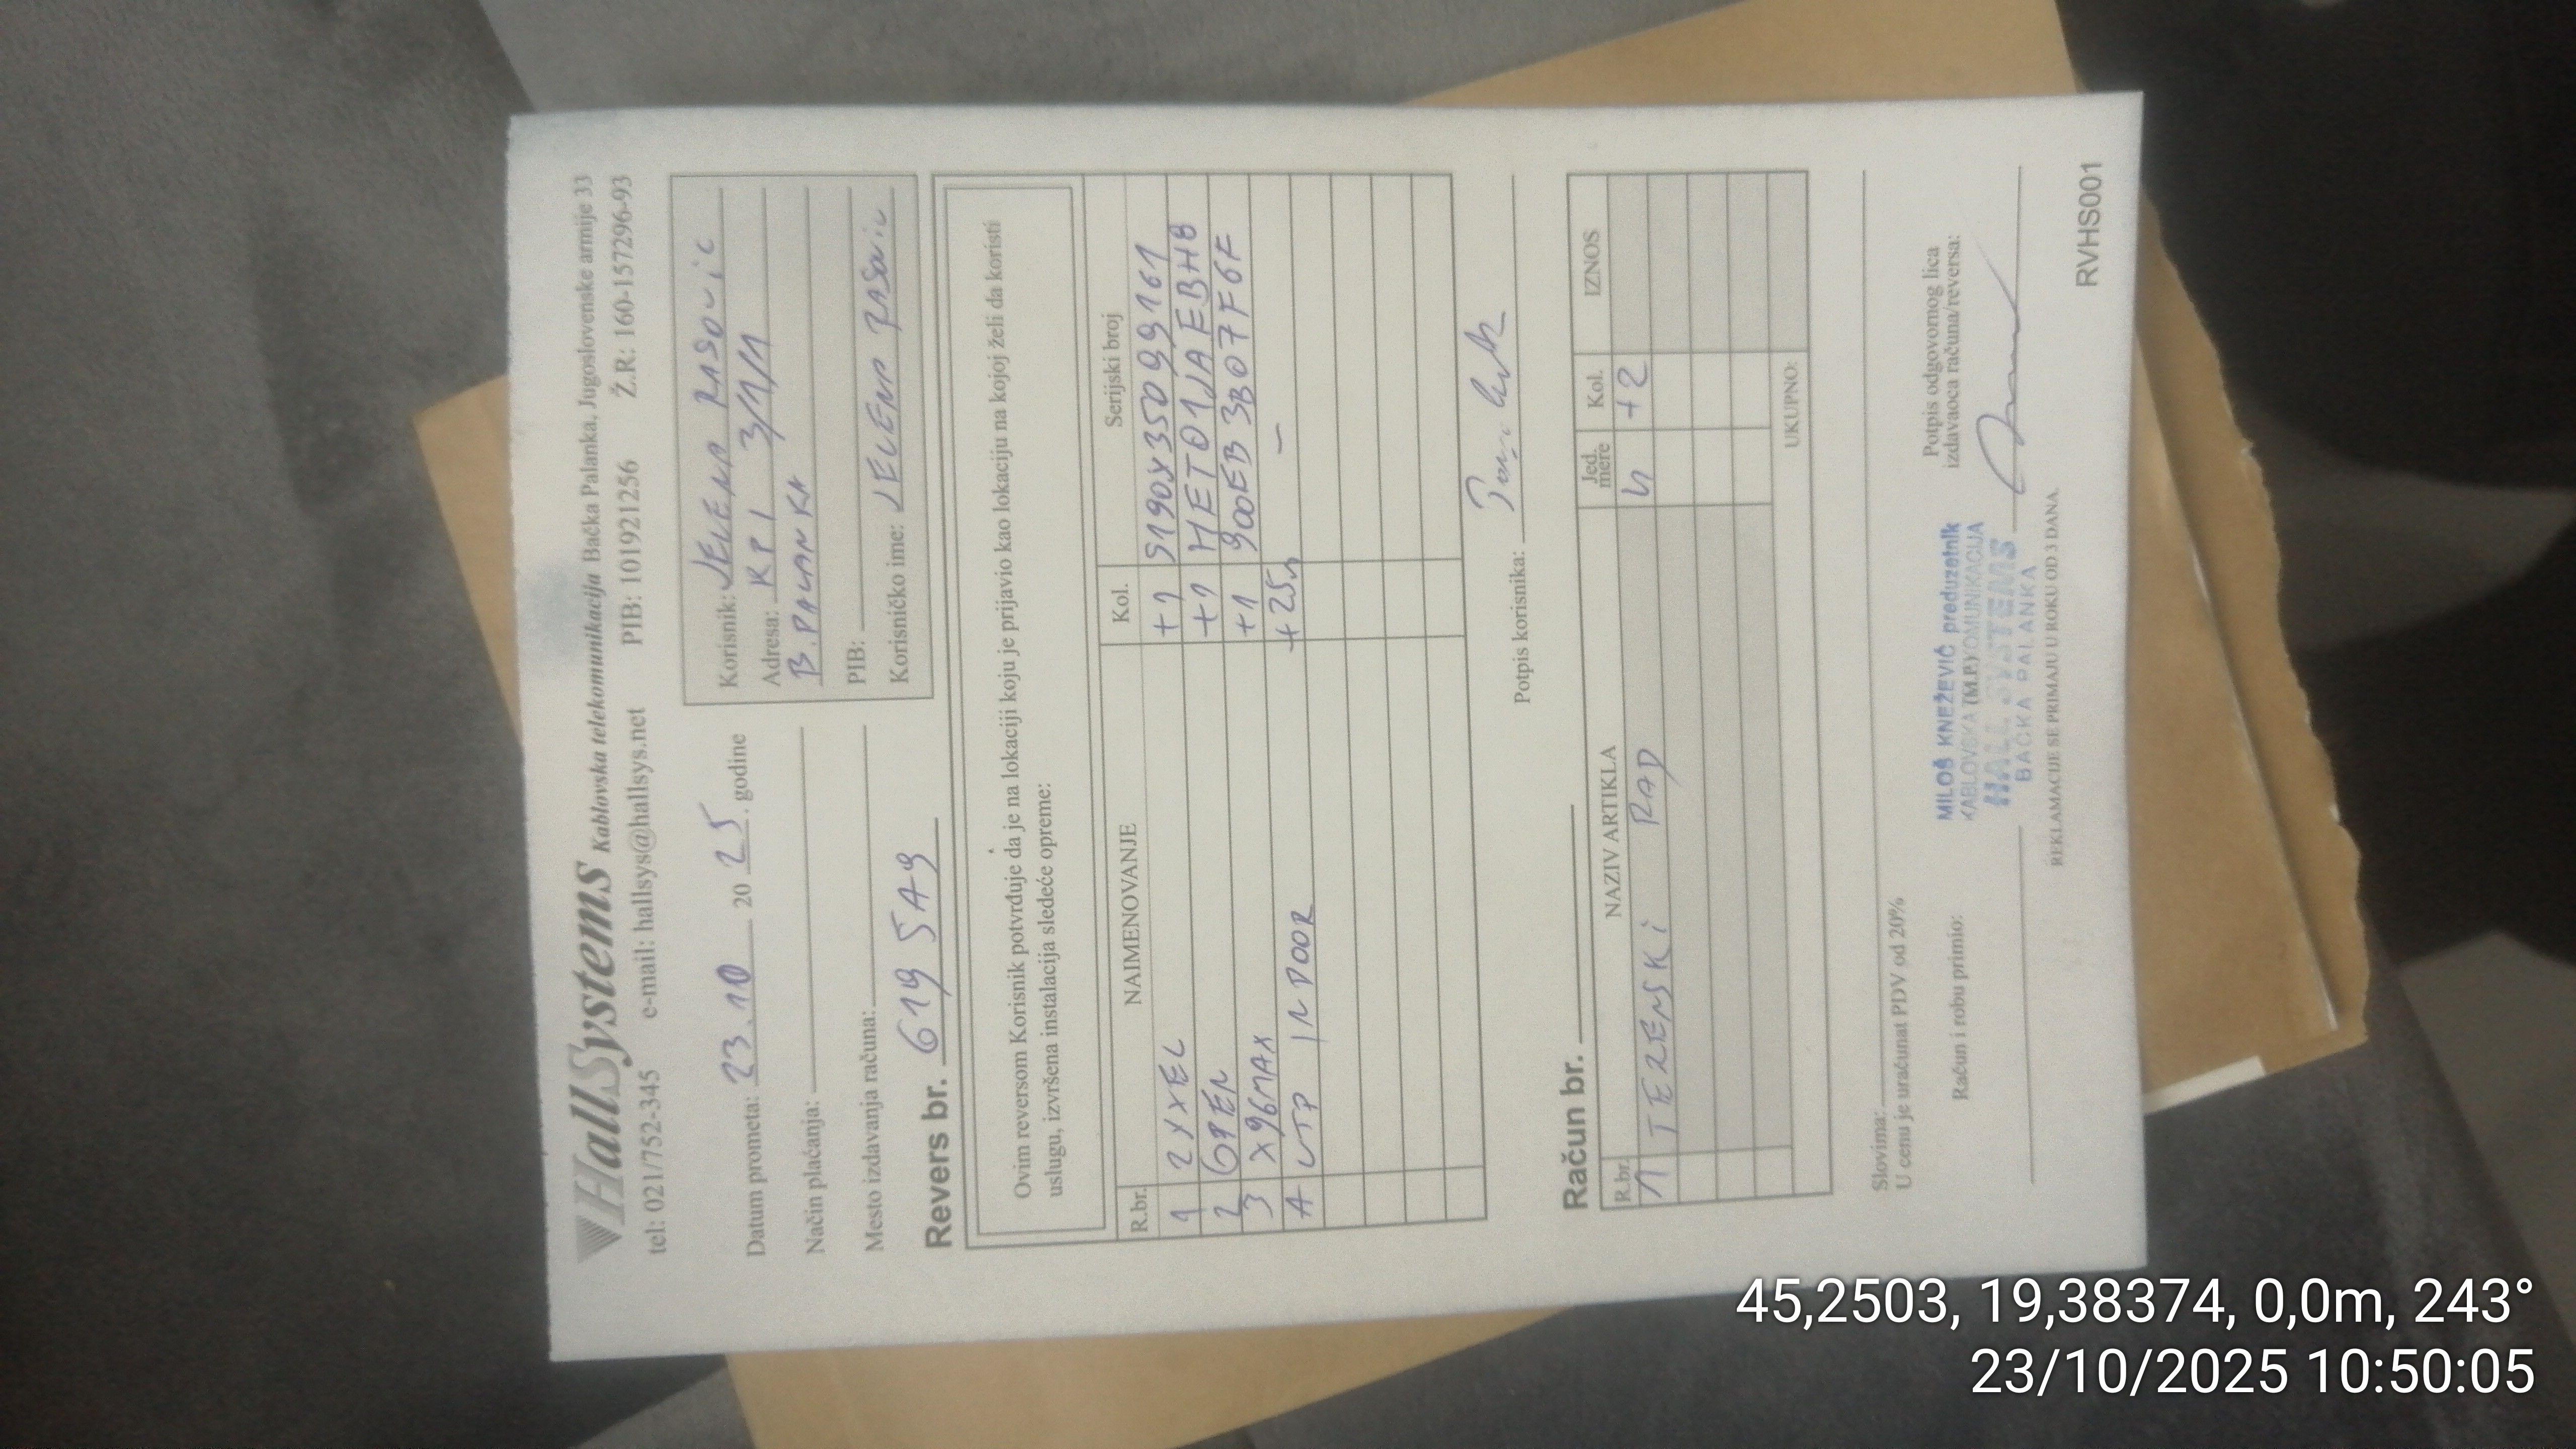 HallSystems Kablovska telekomunikacija Bačka Palanka, Jugoslovenske armije 33
tel: 021/752-345 e-mail: hallsys@hallsys.net PIB: 101921256 Ž.R: 160-157296-93
Datum prometa: 23.10 20 25. godine
Način plaćanja:
Mesto izdavanja računa:
Korisnik: JELENA RASOVIC
Adresa: KPI 3/1/1
B. PALANKA
PIB:
Korisničko ime: JELENA RASOVIC
Revers br. 619 5A9
Ovim reversom Korisnik potvrđuje da je na lokaciji koju je prijavio kao lokaciju na kojoj želi da koristi
uslugu, izvršena instalacija sledeće opreme:
R.br. NAIMENOVANJE Kol. Serijski broj
1 ZYXEL +1 S190Y35099161
2 GPEN +1 HET01JAEBH8
3 X96MAX +1 900EB3B07F6F
4 UTP INDOOR +25m —
Potpis korisnika:
Račun br.
R.br. NAZIV ARTIKLA Jed. mere Kol. IZNOS
1 TERENSKI RAD h +2
UKUPNO:
Slovima:
U cenu je uračunat PDV od 20%
Račun i robu primio:
(M.P.)
Potpis odgovornog lica
izdavaoca računa/reversa:
MILOŠ KNEŽEVIĆ preduzetnik
KABLOVSKA TELEKOMUNIKACIJA
HALL SYSTEMS
BAČKA PALANKA
REKLAMACIJE SE PRIMAJU U ROKU OD 3 DANA.
RVHS001
45,2503, 19,38374, 0,0m, 243°
23/10/2025 10:50:05